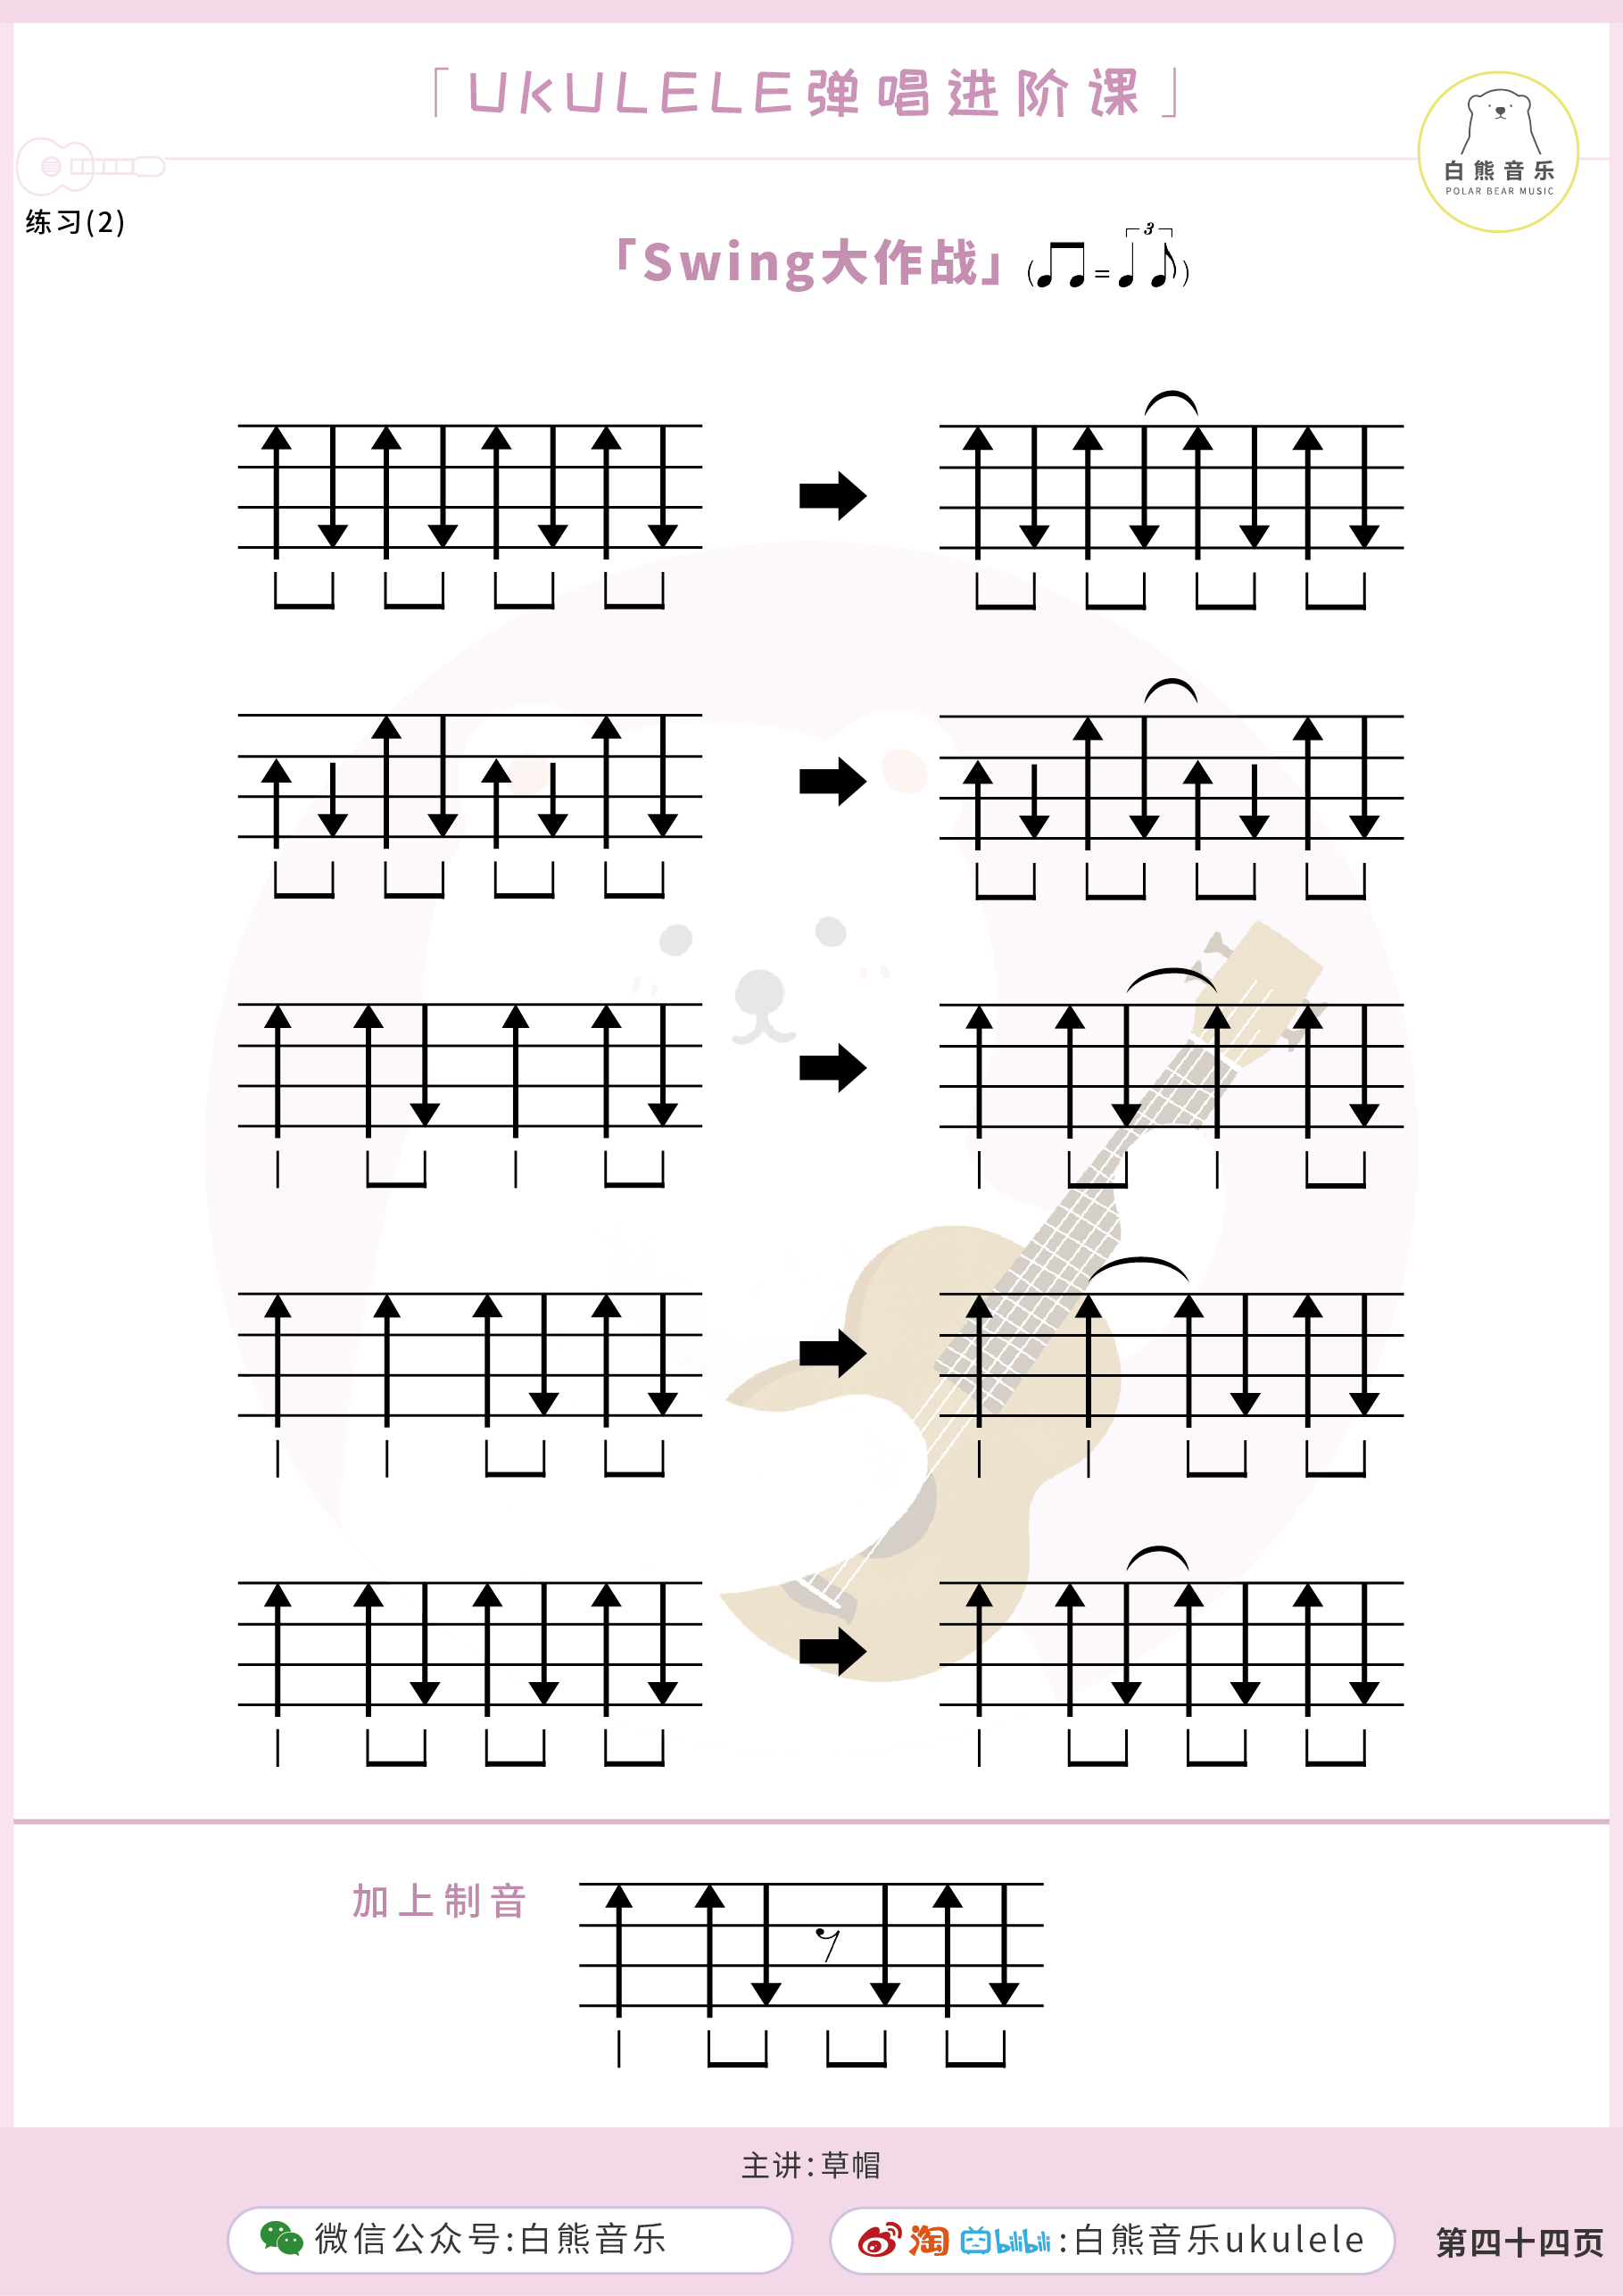 「UKULELE弹唱进阶课」
白熊音乐
POLAR BEAR MUSIC
练习(2)
「Swing大作战」(♫=♩♪)
3
加上制音
主讲:草帽
微信公众号:白熊音乐
淘 bilibili:白熊音乐ukulele
第四十四页